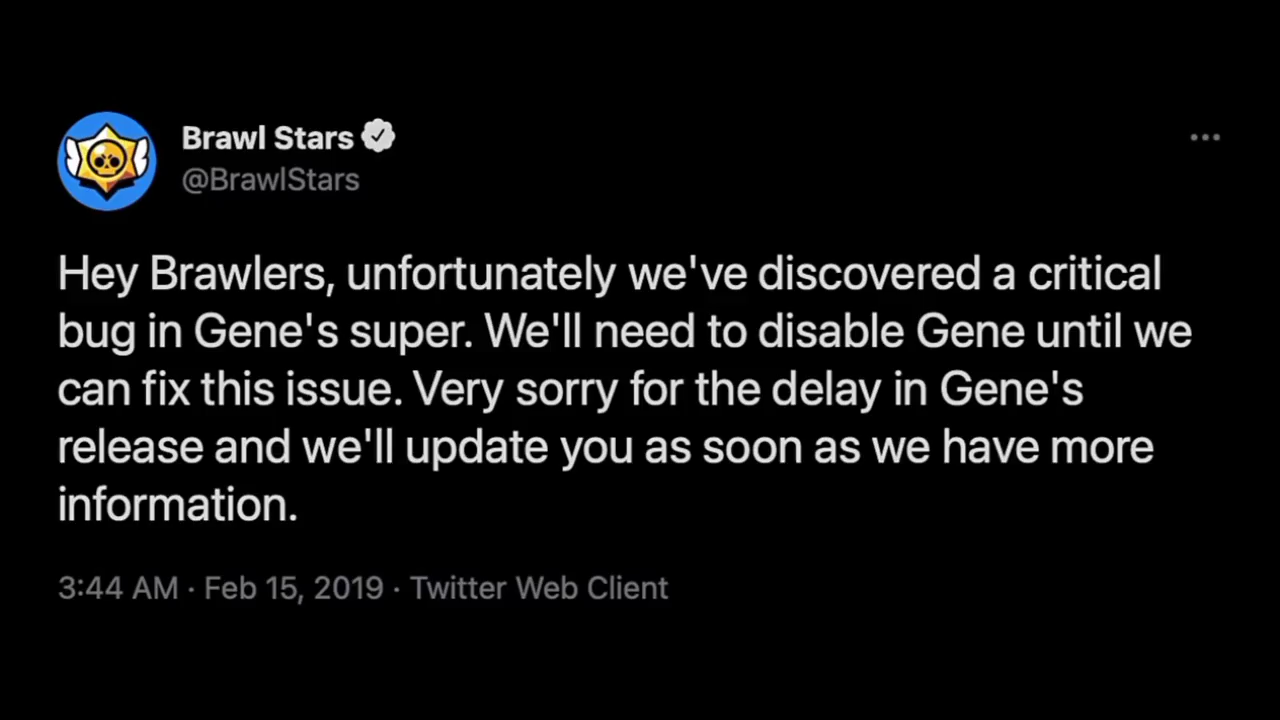 Brawl Stars
@BrawlStars
Hey Brawlers, unfortunately we've discovered a critical
bug in Gene's super. We'll need to disable Gene until we
can fix this issue. Very sorry for the delay in Gene's
release and we'll update you as soon as we have more
information.
3:44 AM · Feb 15, 2019 · Twitter Web Client